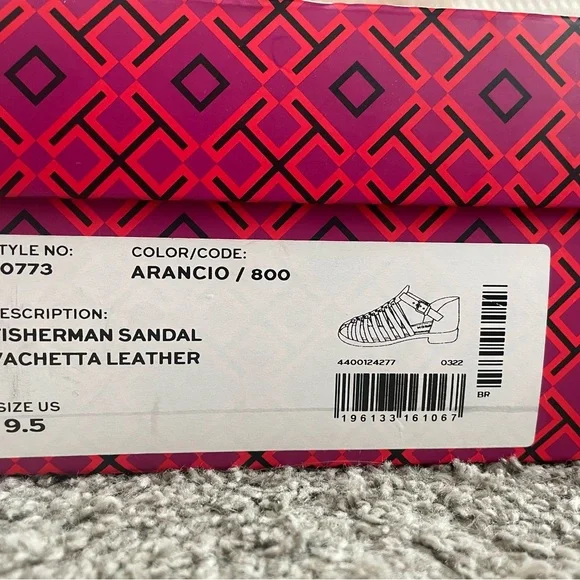 TYLE NO:
0773
COLOR/CODE:
ARANCIO / 800
ESCRIPTION:
FISHERMAN SANDAL
VACHETTA LEATHER
4400124277 0322
BR
SIZE US
9.5
196133 161067